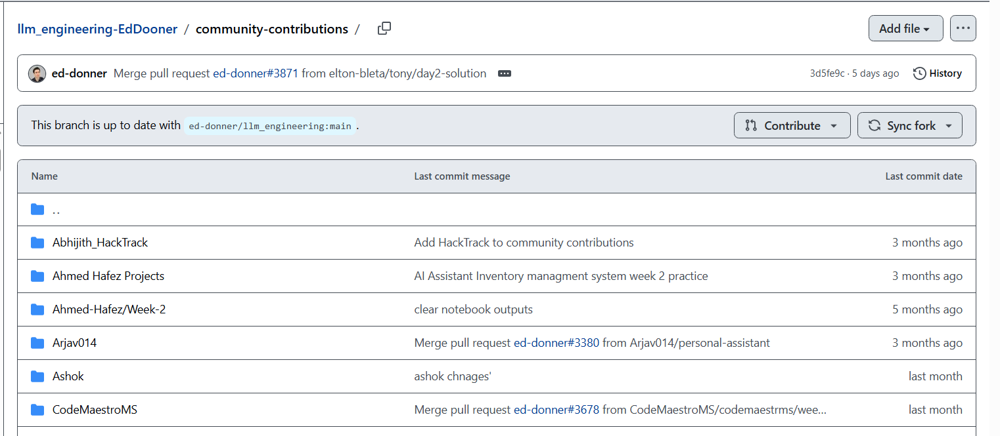 llm_engineering-EdDooner / community-contributions /
Add file
ed-donner Merge pull request ed-donner#3871 from elton-bleta/tony/day2-solution
3d5fe9c · 5 days ago History
This branch is up to date with ed-donner/llm_engineering:main .
Contribute Sync fork
Name Last commit message Last commit date
..
Abhijith_HackTrack Add HackTrack to community contributions 3 months ago
Ahmed Hafez Projects AI Assistant Inventory managment system week 2 practice 3 months ago
Ahmed-Hafez/Week-2 clear notebook outputs 5 months ago
Arjav014 Merge pull request ed-donner#3380 from Arjav014/personal-assistant 3 months ago
Ashok ashok chnages' last month
CodeMaestroMS Merge pull request ed-donner#3678 from CodeMaestroMS/codemaestrms/wee... last month